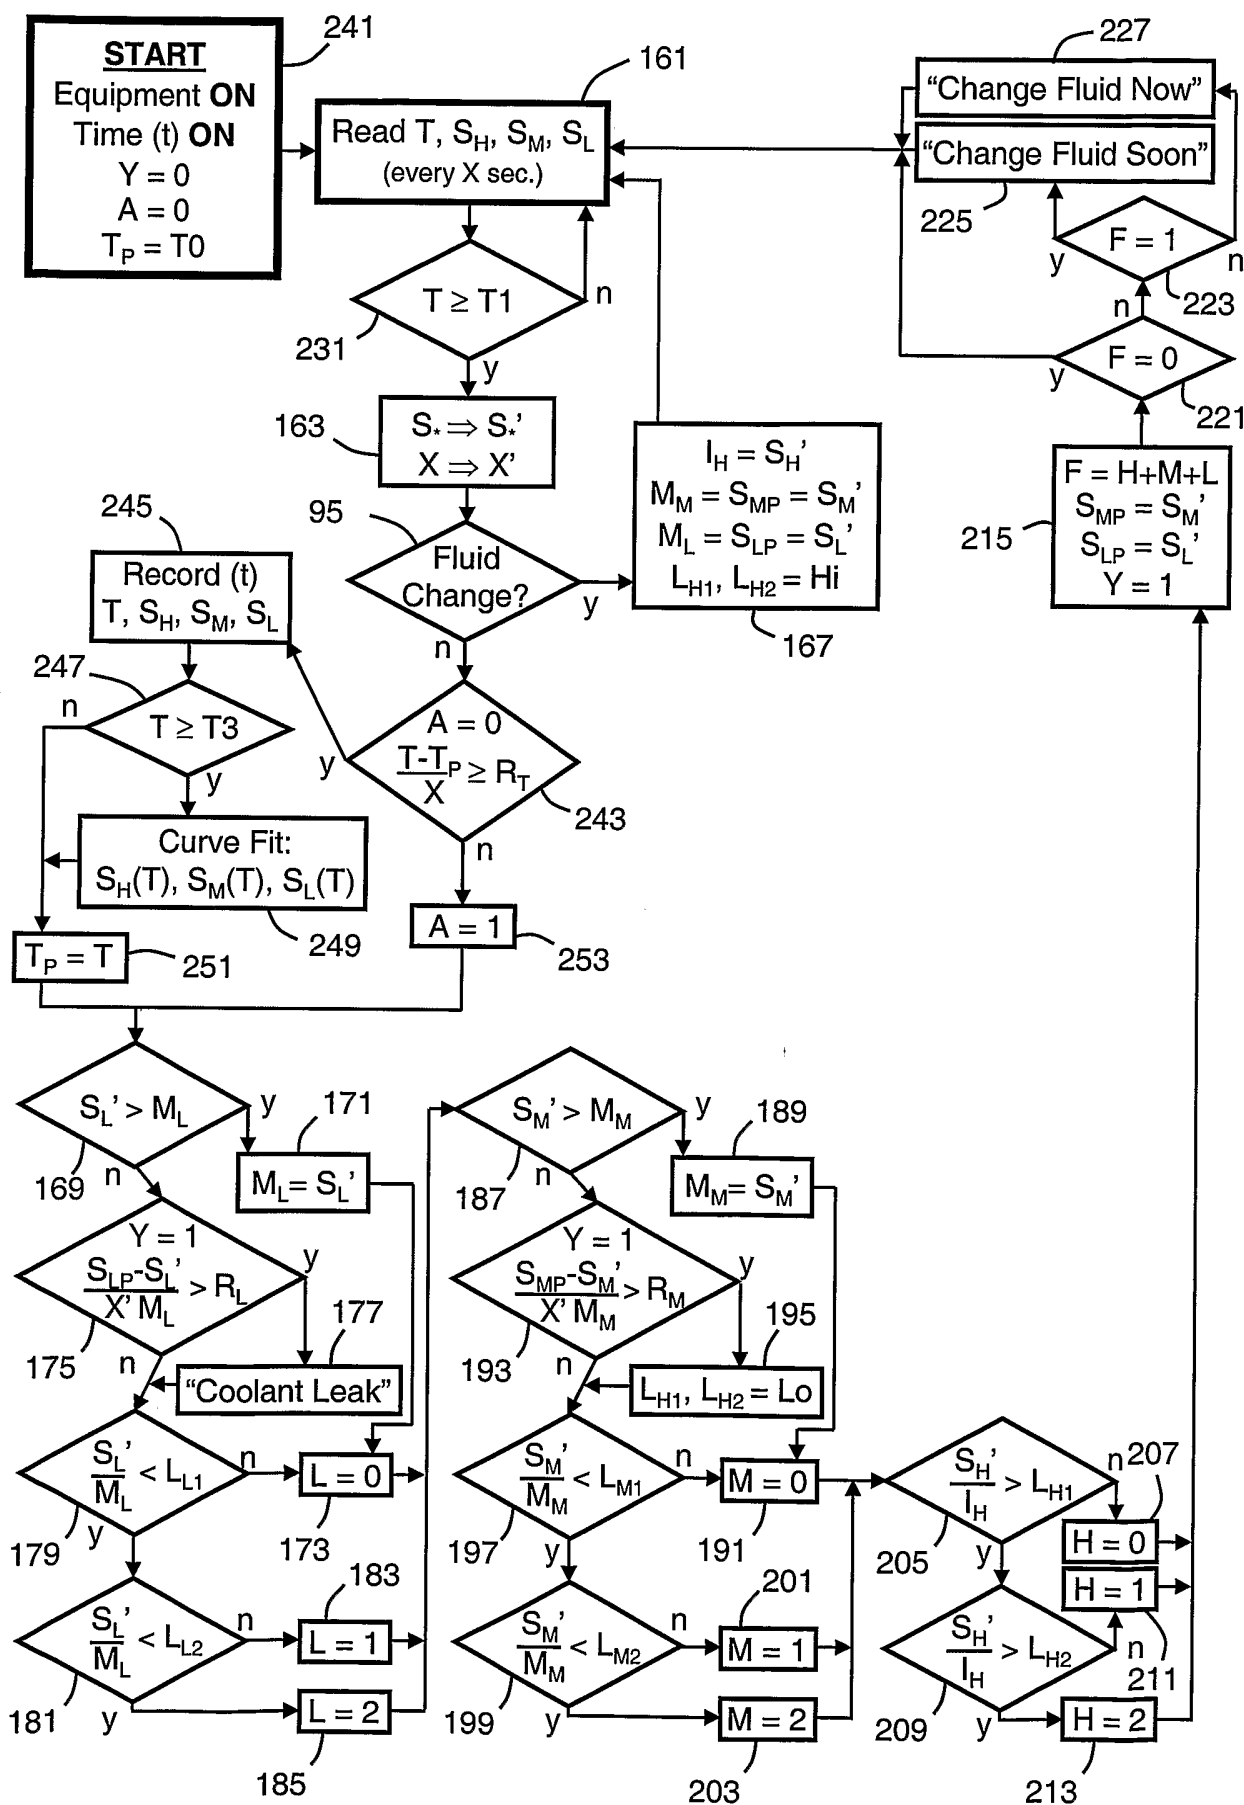 START
Equipment ON
Time (t) ON
Y = 0
A = 0
T_P = T0
241
Read T, S_H, S_M, S_L
(every X sec.)
161
"Change Fluid Now"
227
"Change Fluid Soon"
225
F = 1
y
n
223
n
F = 0
y
221
T ≥ T1
n
231
y
S* ⇒ S*'
X ⇒ X'
163
I_H = S_H'
M_M = S_MP = S_M'
M_L = S_LP = S_L'
L_H1, L_H2 = Hi
167
F = H+M+L
S_MP = S_M'
S_LP = S_L'
Y = 1
215
Fluid
Change?
95
y
n
245
Record (t)
T, S_H, S_M, S_L
247
n
T ≥ T3
y
A = 0
T-T_P
X
≥ R_T
y
243
n
Curve Fit:
S_H(T), S_M(T), S_L(T)
249
T_P = T
251
A = 1
253
S_L' > M_L
y
169
n
171
M_L = S_L'
Y = 1
S_LP-S_L'
X' M_L
> R_L
y
175
n
177
"Coolant Leak"
S_L'
M_L
< L_L1
n
179
y
L = 0
173
S_L'
M_L
< L_L2
n
181
y
183
L = 1
L = 2
185
S_M' > M_M
y
187
n
189
M_M = S_M'
Y = 1
S_MP-S_M'
X' M_M
> R_M
y
193
n
195
L_H1, L_H2 = Lo
S_M'
M_M
< L_M1
n
197
y
M = 0
191
S_M'
M_M
< L_M2
n
199
y
201
M = 1
M = 2
203
S_H'
I_H
> L_H1
n
205
y
207
H = 0
H = 1
211
S_H'
I_H
> L_H2
n
209
y
H = 2
213